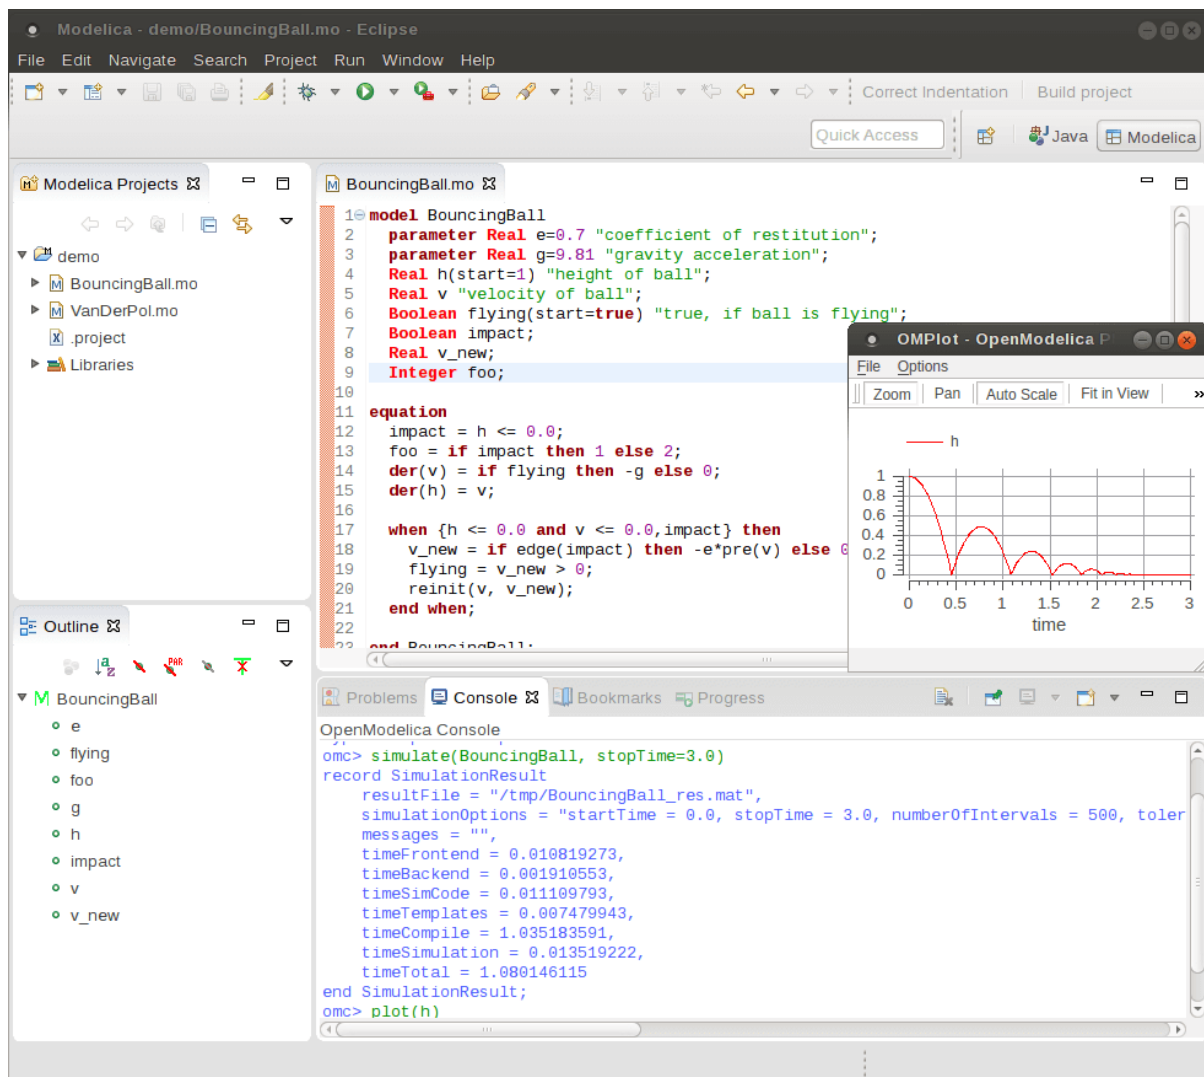 Modelica - demo/BouncingBall.mo - Eclipse
File Edit Navigate Search Project Run Window Help
Correct Indentation Build project
Quick Access Java Modelica
Modelica Projects
demo
BouncingBall.mo
VanDerPol.mo
.project
Libraries
BouncingBall.mo
1 model BouncingBall
2 parameter Real e=0.7 "coefficient of restitution";
3 parameter Real g=9.81 "gravity acceleration";
4 Real h(start=1) "height of ball";
5 Real v "velocity of ball";
6 Boolean flying(start=true) "true, if ball is flying";
7 Boolean impact;
8 Real v_new;
9 Integer foo;
10
11 equation
12 impact = h <= 0.0;
13 foo = if impact then 1 else 2;
14 der(v) = if flying then -g else 0;
15 der(h) = v;
16
17 when {h <= 0.0 and v <= 0.0,impact} then
18 v_new = if edge(impact) then -e*pre(v) else 0
19 flying = v_new > 0;
20 reinit(v, v_new);
21 end when;
22
23 end BouncingBall;
OMPlot - OpenModelica P
File Options
Zoom Pan Auto Scale Fit in View »
h
1
0.8
0.6
0.4
0.2
0
0 0.5 1 1.5 2 2.5 3
time
Outline
BouncingBall
e
flying
foo
g
h
impact
v
v_new
Problems Console Bookmarks Progress
OpenModelica Console
omc> simulate(BouncingBall, stopTime=3.0)
record SimulationResult
resultFile = "/tmp/BouncingBall_res.mat",
simulationOptions = "startTime = 0.0, stopTime = 3.0, numberOfIntervals = 500, toler
messages = "",
timeFrontend = 0.010819273,
timeBackend = 0.001910553,
timeSimCode = 0.011109793,
timeTemplates = 0.007479943,
timeCompile = 1.035183591,
timeSimulation = 0.013519222,
timeTotal = 1.080146115
end SimulationResult;
omc> plot(h)